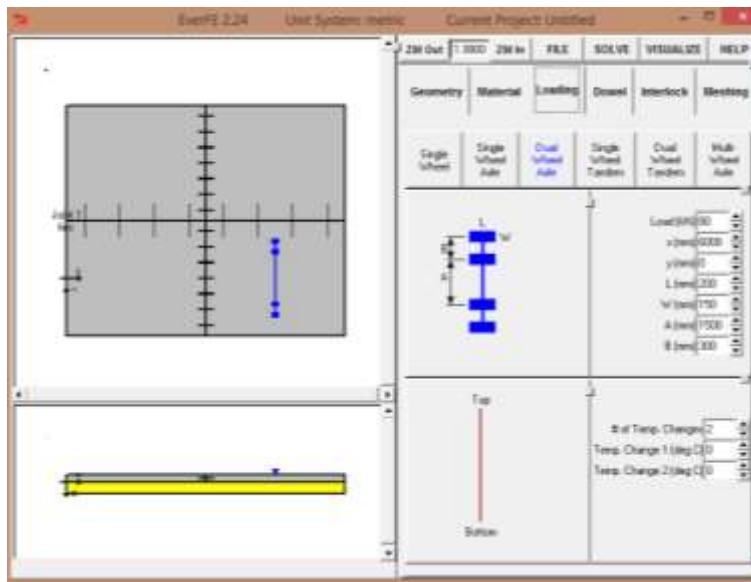 EverFE 2.24 Unit System: metric Current Project: Untitled
ZM Out 1.0000 ZM In FILE SOLVE VISUALIZE HELP
Geometry Material Loading Dowel Interlock Meshing
Single Wheel
Single Wheel Axle
Dual Wheel Axle
Single Wheel Tandem
Dual Wheel Tandem
Multi Wheel Axle
L
W
Load (kN) 80
x (mm) 6000
y (mm) 0
L (mm) 200
W (mm) 150
A (mm) 1500
B (mm) 300
Top
Bottom
# of Temp. Changes 2
Temp. Change 1 (deg C) 0
Temp. Change 2 (deg C) 0